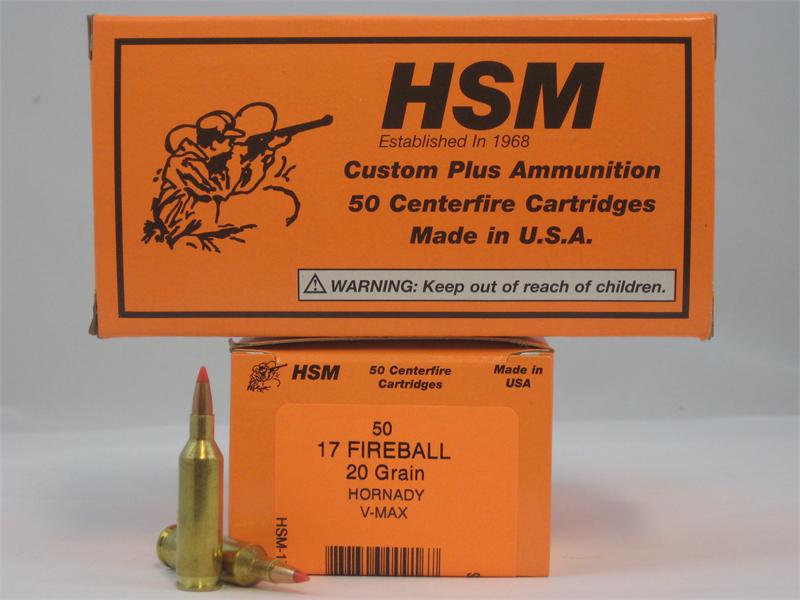 HSM
Established In 1968
Custom Plus Ammunition
50 Centerfire Cartridges
Made in U.S.A.
WARNING: Keep out of reach of children.
HSM
50 Centerfire
Cartridges
Made in
USA
50
17 FIREBALL
20 Grain
HORNADY
V-MAX